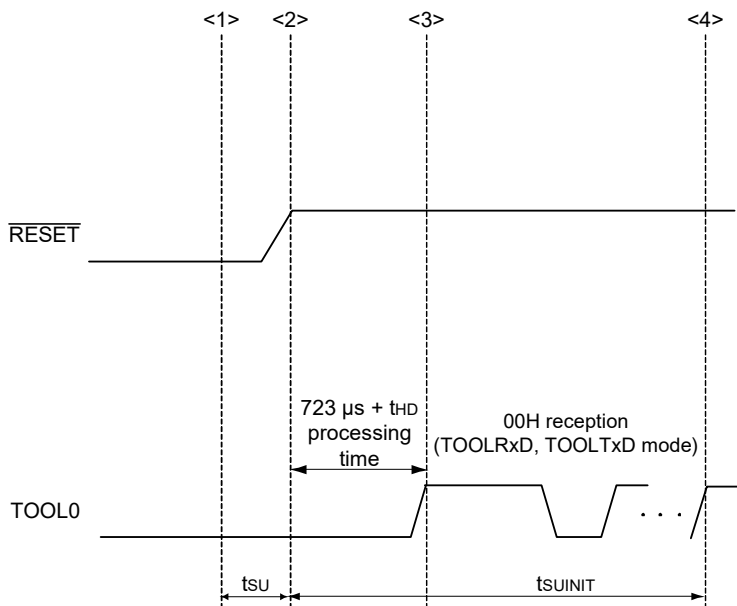 <1> <2> <3> <4>
RESET
723 µs + tHD
processing
time
00H reception
(TOOLRxD, TOOLTxD mode)
TOOL0
. . .
tSU tSUINIT